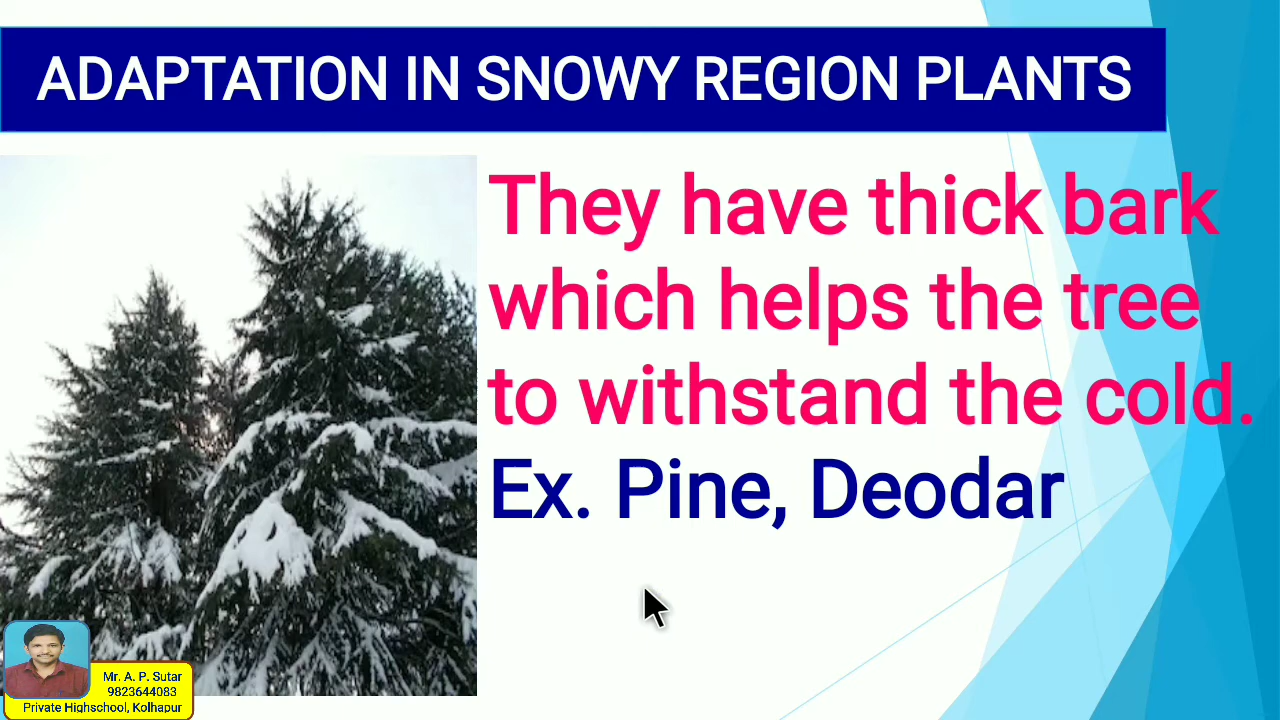 ADAPTATION IN SNOWY REGION PLANTS
They have thick bark
which helps the tree
to withstand the cold.
Ex. Pine, Deodar
Mr. A. P. Sutar
9823644083
Private Highschool, Kolhapur